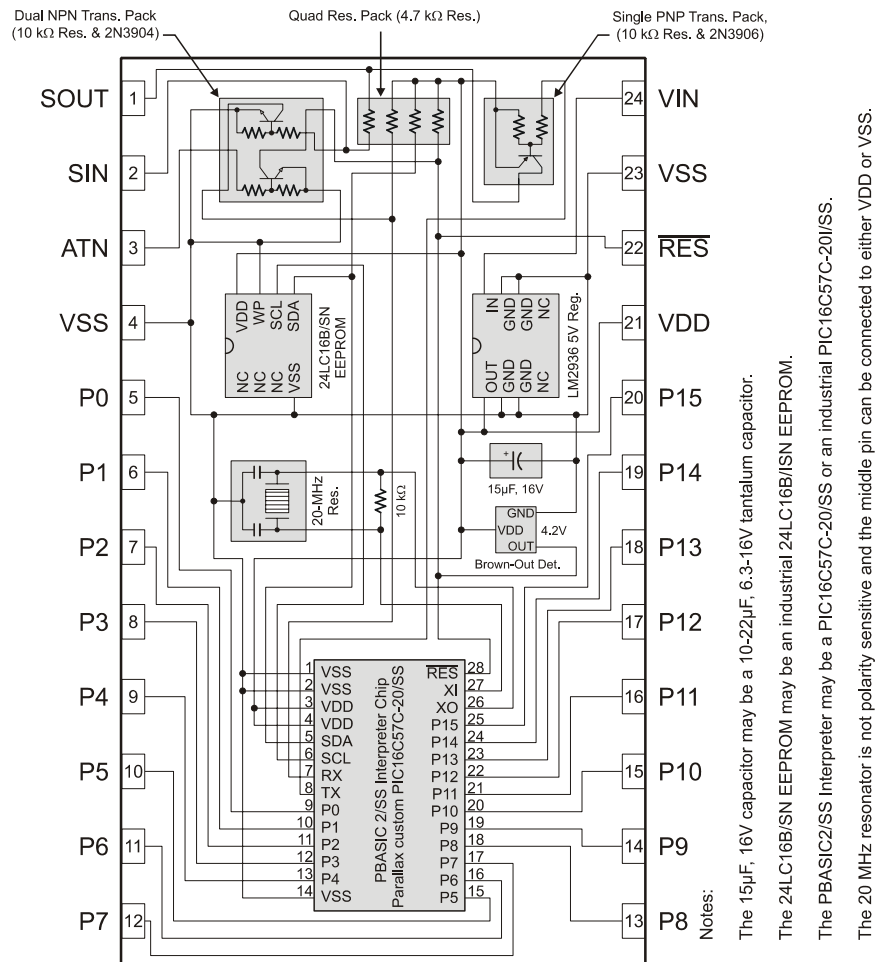 Dual NPN Trans. Pack
(10 kΩ Res. & 2N3904)
Quad Res. Pack (4.7 kΩ Res.)
Single PNP Trans. Pack,
(10 kΩ Res. & 2N3906)
SOUT 1
SIN 2
ATN 3
VSS 4
P0 5
P1 6
P2 7
P3 8
P4 9
P5 10
P6 11
P7 12
24 VIN
23 VSS
22 RES
21 VDD
20 P15
19 P14
18 P13
17 P12
16 P11
15 P10
14 P9
13 P8
VDD
WP
SCL
SDA
NC
NC
NC
VSS
24LC16B/SN
EEPROM
IN
GND
GND
NC
OUT
GND
GND
NC
LM2936 5V Reg.
20-MHz
Res.
10 kΩ
+
15µF, 16V
GND
VDD
OUT
4.2V
Brown-Out Det.
1 VSS
2 VSS
3 VDD
4 VDD
5 SDA
6 SCL
7 RX
8 TX
9 P0
10 P1
11 P2
12 P3
13 P4
14 VSS
PBASIC 2/SS Interpreter Chip
Parallax custom PIC16C57C-20/SS
RES 28
XI 27
XO 26
P15 25
P14 24
P13 23
P12 22
P11 21
P10 20
P9 19
P8 18
P7 17
P6 16
P5 15
Notes:
The 15µF, 16V capacitor may be a 10-22µF, 6.3-16V tantalum capacitor.
The 24LC16B/SN EEPROM may be an industrial 24LC16B/ISN EEPROM.
The PBASIC2/SS Interpreter may be a PIC16C57C-20/SS or an industrial PIC16C57C-20I/SS.
The 20 MHz resonator is not polarity sensitive and the middle pin can be connected to either VDD or VSS.